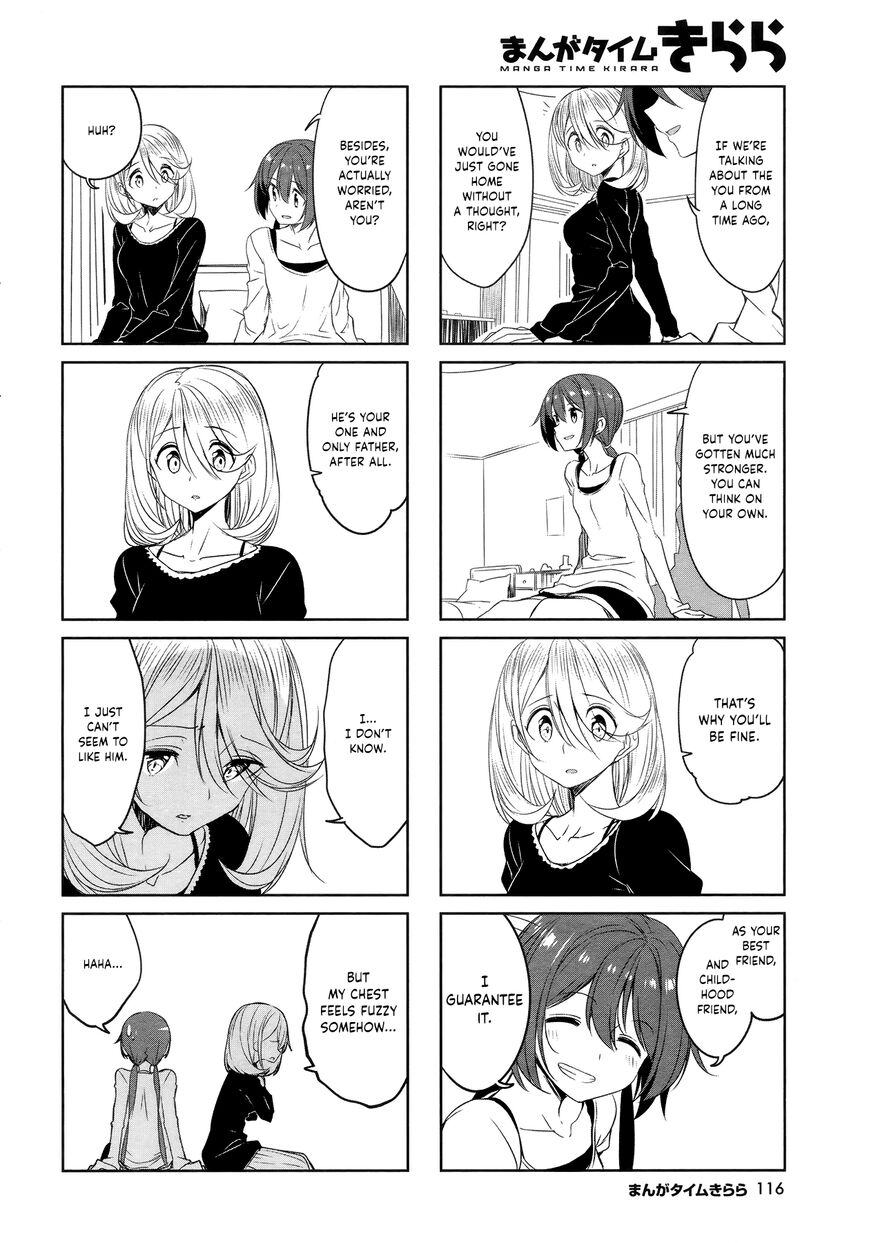 まんがタイムきらら
MANGA TIME KIRARA
IF WE'RE
TALKING
ABOUT THE
YOU FROM
A LONG
TIME AGO,
YOU
WOULD'VE
JUST GONE
HOME
WITHOUT
A THOUGHT,
RIGHT?
BUT YOU'VE
GOTTEN MUCH
STRONGER.
YOU CAN
THINK ON
YOUR OWN.
THAT'S
WHY YOU'LL
BE FINE.
AS YOUR
BEST
FRIEND,
AND
CHILD-
HOOD
FRIEND,
I
GUARANTEE
IT.
BESIDES,
YOU'RE
ACTUALLY
WORRIED,
AREN'T
YOU?
HUH?
HE'S YOUR
ONE AND
ONLY FATHER,
AFTER ALL.
I...
I DON'T
KNOW.
I JUST
CAN'T
SEEM TO
LIKE HIM.
BUT
MY CHEST
FEELS FUZZY
SOMEHOW...
HAHA...
まんがタイムきらら 116